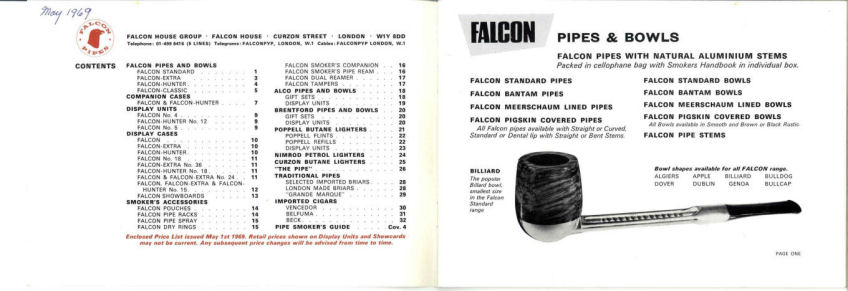 May 1969
FALCON
PIPES
FALCON HOUSE GROUP · FALCON HOUSE · CURZON STREET · LONDON · W1Y 8DD
Telephone: 01-499 6416 (5 LINES) Telegrams: FALCONPYP, LONDON, W.1 Cables: FALCONPYP LONDON, W.1
CONTENTS
FALCON PIPES AND BOWLS
FALCON STANDARD . . . . . . . . 1
FALCON-EXTRA . . . . . . . . 3
FALCON-HUNTER . . . . . . . . 4
FALCON-CLASSIC . . . . . . . . 5
COMPANION CASES
FALCON & FALCON-HUNTER . . . . 7
DISPLAY UNITS
FALCON No. 4 . . . . . . . . 9
FALCON-HUNTER No. 12 . . . . 9
FALCON No. 5 . . . . . . . . 9
DISPLAY CASES
FALCON . . . . . . . . 10
FALCON-EXTRA . . . . . . . . 10
FALCON-HUNTER . . . . . . . . 10
FALCON No. 18 . . . . . . . . 11
FALCON-EXTRA No. 36 . . . . 11
FALCON-HUNTER No. 18 . . . . 11
FALCON & FALCON-EXTRA No. 24 . . 11
FALCON, FALCON-EXTRA & FALCON-
HUNTER No. 15 . . . . . . . . 12
FALCON SHOWBOARDS . . . . 13
SMOKER'S ACCESSORIES
FALCON POUCHES . . . . . . . . 14
FALCON PIPE RACKS . . . . . . 14
FALCON PIPE SPRAY . . . . . . 15
FALCON DRY RINGS . . . . . . 15
FALCON SMOKER'S COMPANION . . 16
FALCON SMOKER'S PIPE REAM . . 16
FALCON DUAL REAMER . . . . 17
FALCON TAMPERS . . . . . . 17
ALCO PIPES AND BOWLS . . . . 18
GIFT SETS . . . . . . . . 18
DISPLAY UNITS . . . . . . 19
BRENTFORD PIPES AND BOWLS . . 20
GIFT SETS . . . . . . . . 20
DISPLAY UNITS . . . . . . 20
POPPELL BUTANE LIGHTERS . . . 21
POPPELL FLINTS . . . . . . 22
POPPELL REFILLS . . . . . . 22
DISPLAY UNITS . . . . . . 23
NIMROD PETROL LIGHTERS . . . 24
CURZON BUTANE LIGHTERS . . . 25
"THE PIPE" . . . . . . . . 26
TRADITIONAL PIPES
SELECTED IMPORTED BRIARS . . . 28
LONDON MADE BRIARS . . . . 28
"GRANDE MARQUE" . . . . . . 29
IMPORTED CIGARS
VENCEDOR . . . . . . . . 30
BELFUMA . . . . . . . . 31
BECK . . . . . . . . 32
PIPE SMOKER'S GUIDE . . . Cov. 4
Enclosed Price List issued May 1st 1969. Retail prices shown on Display Units and Showcards
may not be current. Any subsequent price changes will be advised from time to time.
FALCON PIPES & BOWLS
FALCON PIPES WITH NATURAL ALUMINIUM STEMS
Packed in cellophane bag with Smokers Handbook in individual box.
FALCON STANDARD PIPES
FALCON BANTAM PIPES
FALCON MEERSCHAUM LINED PIPES
FALCON PIGSKIN COVERED PIPES
All Falcon pipes available with Straight or Curved,
Standard or Dental lip with Straight or Bent Stems.
FALCON STANDARD BOWLS
FALCON BANTAM BOWLS
FALCON MEERSCHAUM LINED BOWLS
FALCON PIGSKIN COVERED BOWLS
All Bowls available in Smooth and Brown or Black Rustic.
FALCON PIPE STEMS
BILLIARD
The popular
Billard bowl,
smallest size
in the Falcon
Standard
range
Bowl shapes available for all FALCON range.
ALGIERS APPLE BILLIARD BULLDOG
DOVER DUBLIN GENOA BULLCAP
PAGE ONE